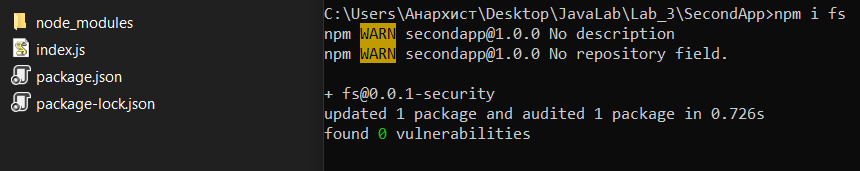 node_modules
index.js
package.json
package-lock.json
C:\Users\Анархист\Desktop\JavaLab\Lab_3\SecondApp>npm i fs
npm WARN secondapp@1.0.0 No description
npm WARN secondapp@1.0.0 No repository field.
+ fs@0.0.1-security
updated 1 package and audited 1 package in 0.726s
found 0 vulnerabilities